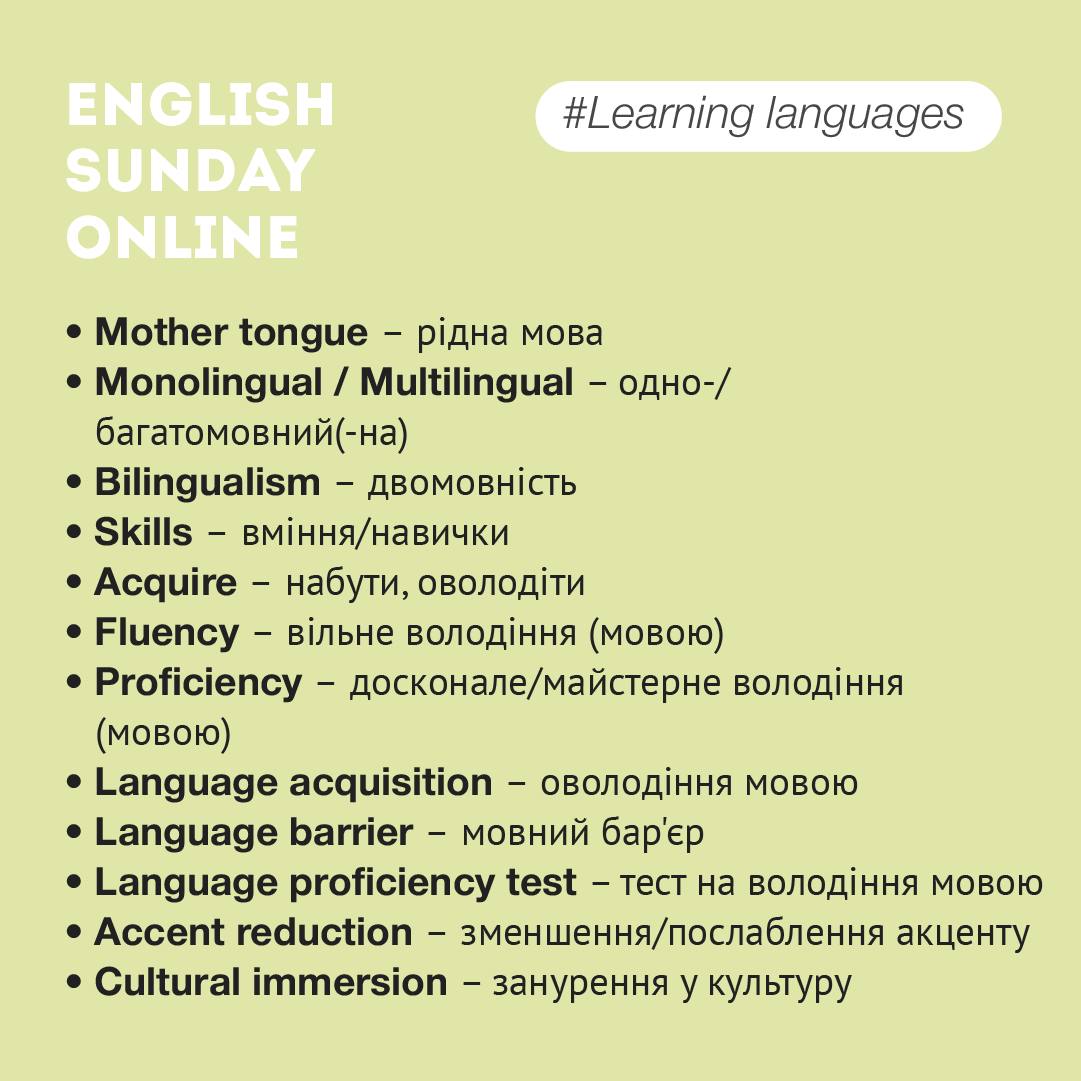 ENGLISH
SUNDAY
ONLINE
#Learning languages
• Mother tongue – рідна мова
• Monolingual / Multilingual – одно-/
багатомовний(-на)
• Bilingualism – двомовність
• Skills – вміння/навички
• Acquire – набути, оволодіти
• Fluency – вільне володіння (мовою)
• Proficiency – досконале/майстерне володіння
(мовою)
• Language acquisition – оволодіння мовою
• Language barrier – мовний бар'єр
• Language proficiency test – тест на володіння мовою
• Accent reduction – зменшення/послаблення акценту
• Cultural immersion – занурення у культуру